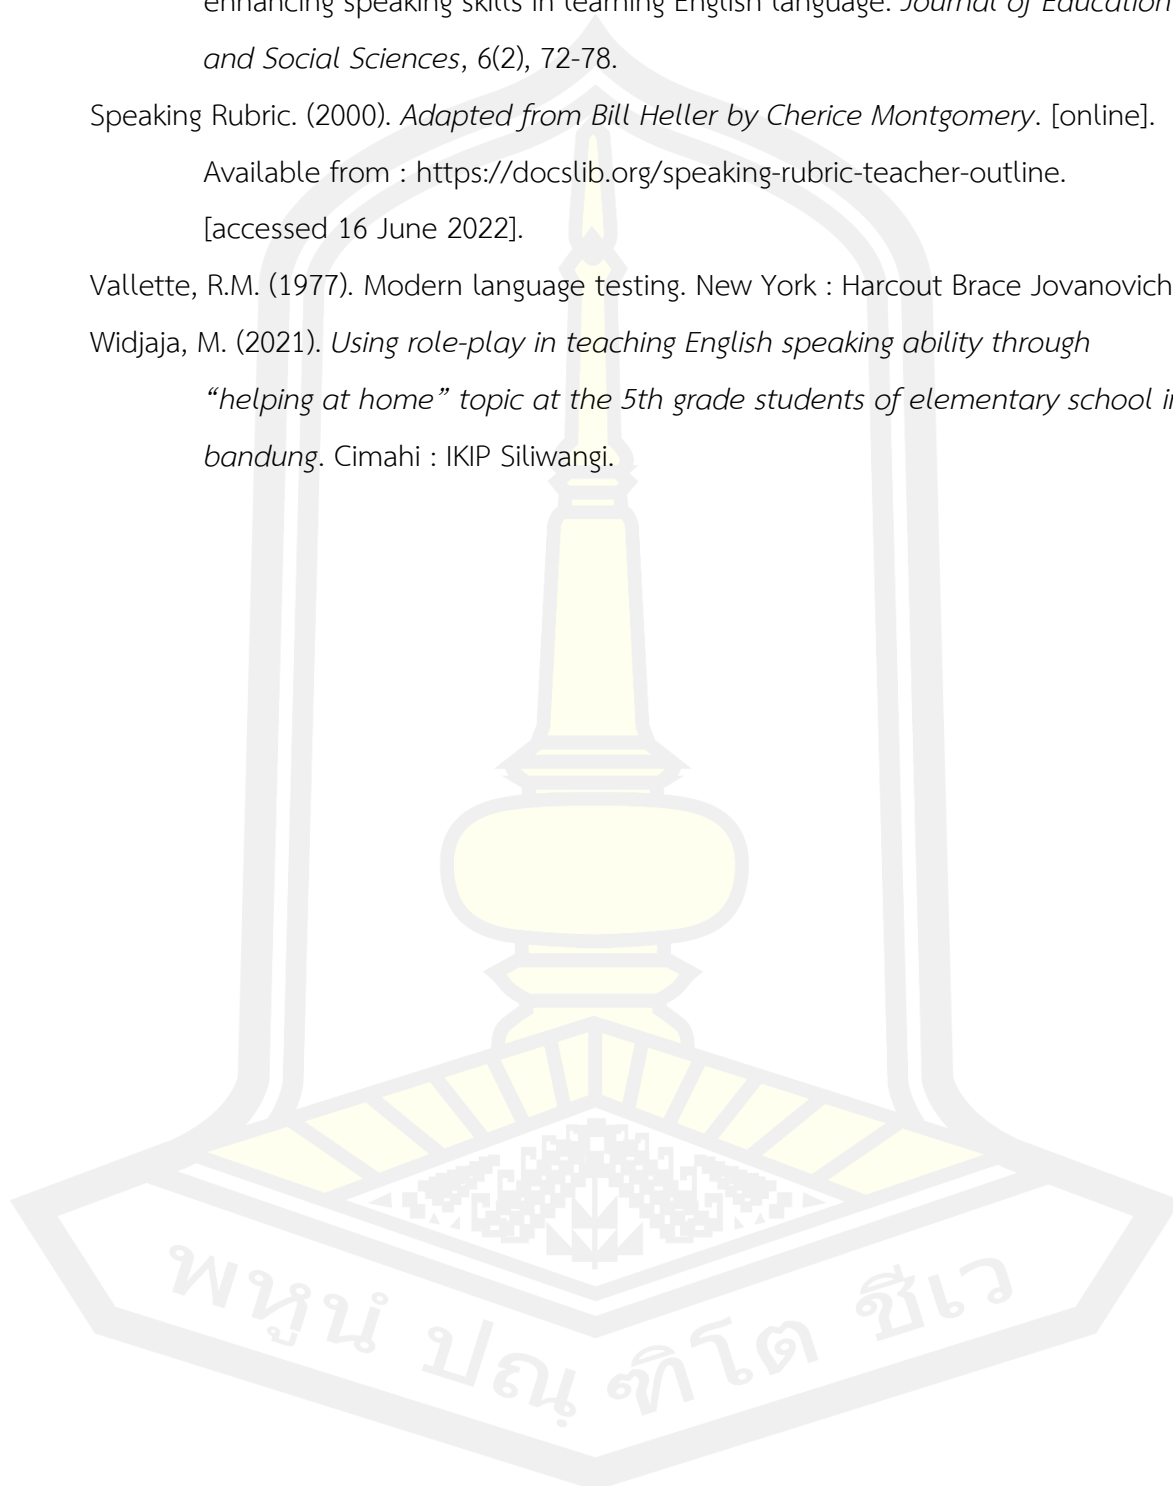 enhancing speaking skills in learning English language. Journal of Education
and Social Sciences, 6(2), 72-78.
Speaking Rubric. (2000). Adapted from Bill Heller by Cherice Montgomery. [online].
Available from : https://docslib.org/speaking-rubric-teacher-outline.
[accessed 16 June 2022].
Vallette, R.M. (1977). Modern language testing. New York : Harcout Brace Jovanovich
Widjaja, M. (2021). Using role-play in teaching English speaking ability through
“helping at home” topic at the 5th grade students of elementary school in
bandung. Cimahi : IKIP Siliwangi.
พหูนํ ปณฺฑิโต ชีเว